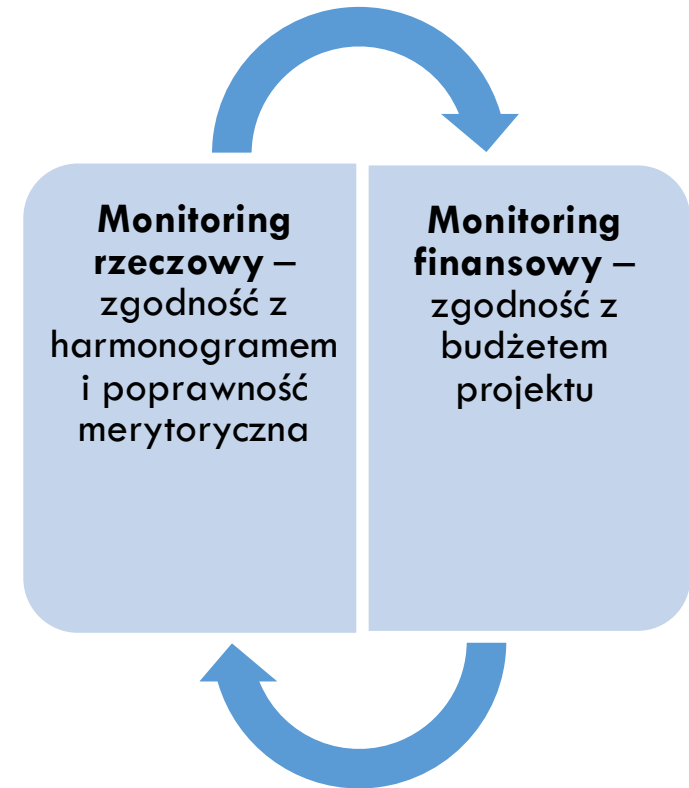 Monitoring
rzeczowy –
zgodność z
harmonogramem
i poprawność
merytoryczna
Monitoring
finansowy –
zgodność z
budżetem
projektu